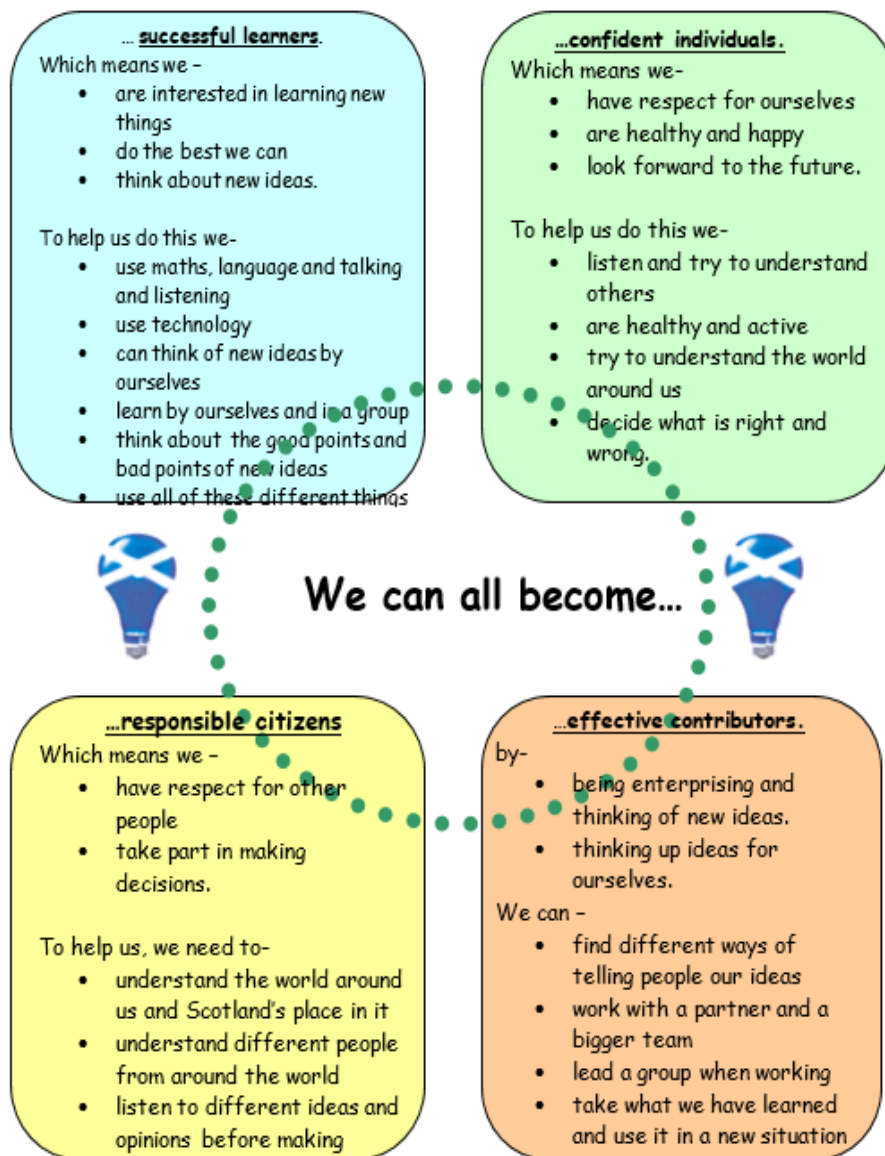 ... successful learners.
Which means we –
• are interested in learning new
things
• do the best we can
• think about new ideas.
To help us do this we-
• use maths, language and talking
and listening
• use technology
• can think of new ideas by
ourselves
• learn by ourselves and in a group
• think about the good points and
bad points of new ideas
• use all of these different things
...confident individuals.
Which means we-
• have respect for ourselves
• are healthy and happy
• look forward to the future.
To help us do this we-
• listen and try to understand
others
• are healthy and active
• try to understand the world
around us
• decide what is right and
wrong.
We can all become...
...responsible citizens
Which means we –
• have respect for other
people
• take part in making
decisions.
To help us, we need to-
• understand the world around
us and Scotland's place in it
• understand different people
from around the world
• listen to different ideas and
opinions before making
...effective contributors.
by-
• being enterprising and
thinking of new ideas.
• thinking up ideas for
ourselves.
We can –
• find different ways of
telling people our ideas
• work with a partner and a
bigger team
• lead a group when working
• take what we have learned
and use it in a new situation